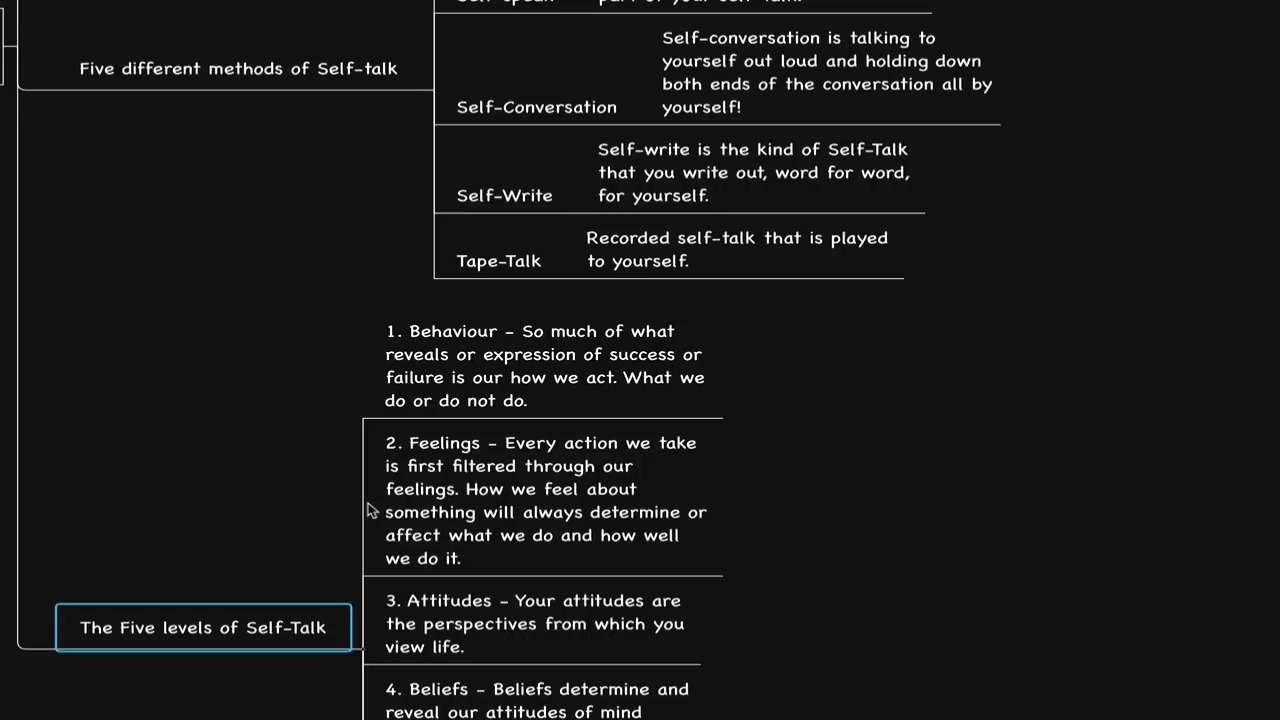 Five different methods of Self-talk
Self-conversation is talking to
yourself out loud and holding down
both ends of the conversation all by
yourself!
Self-Conversation
Self-write is the kind of Self-Talk
that you write out, word for word,
for yourself.
Self-Write
Recorded self-talk that is played
to yourself.
Tape-Talk
1. Behaviour - So much of what
reveals or expression of success or
failure is our how we act. What we
do or do not do.
2. Feelings - Every action we take
is first filtered through our
feelings. How we feel about
something will always determine or
affect what we do and how well
we do it.
The Five levels of Self-Talk
3. Attitudes - Your attitudes are
the perspectives from which you
view life.
4. Beliefs - Beliefs determine and
reveal our attitudes of mind